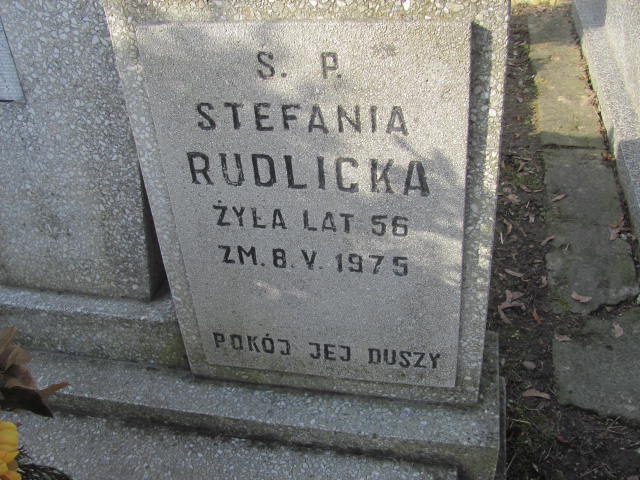 S. P.
STEFANIA
RUDLICKA
ŻYŁA LAT 56
ZM. 8. V. 1975
POKÓJ JEJ DUSZY